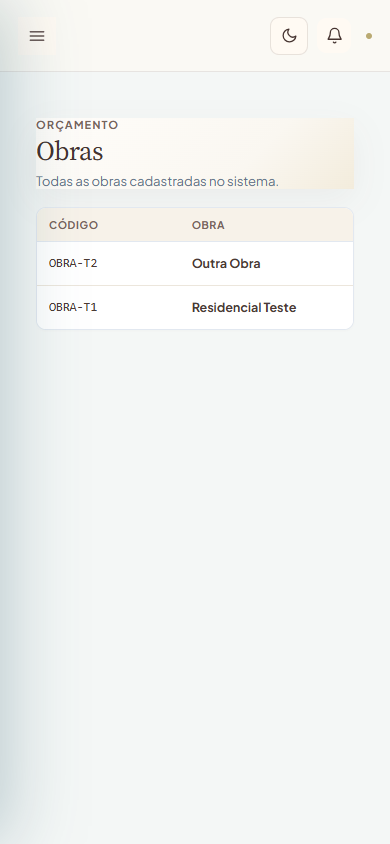 ORÇAMENTO
Obras
Todas as obras cadastradas no sistema.
CÓDIGO OBRA
OBRA-T2 Outra Obra
OBRA-T1 Residencial Teste